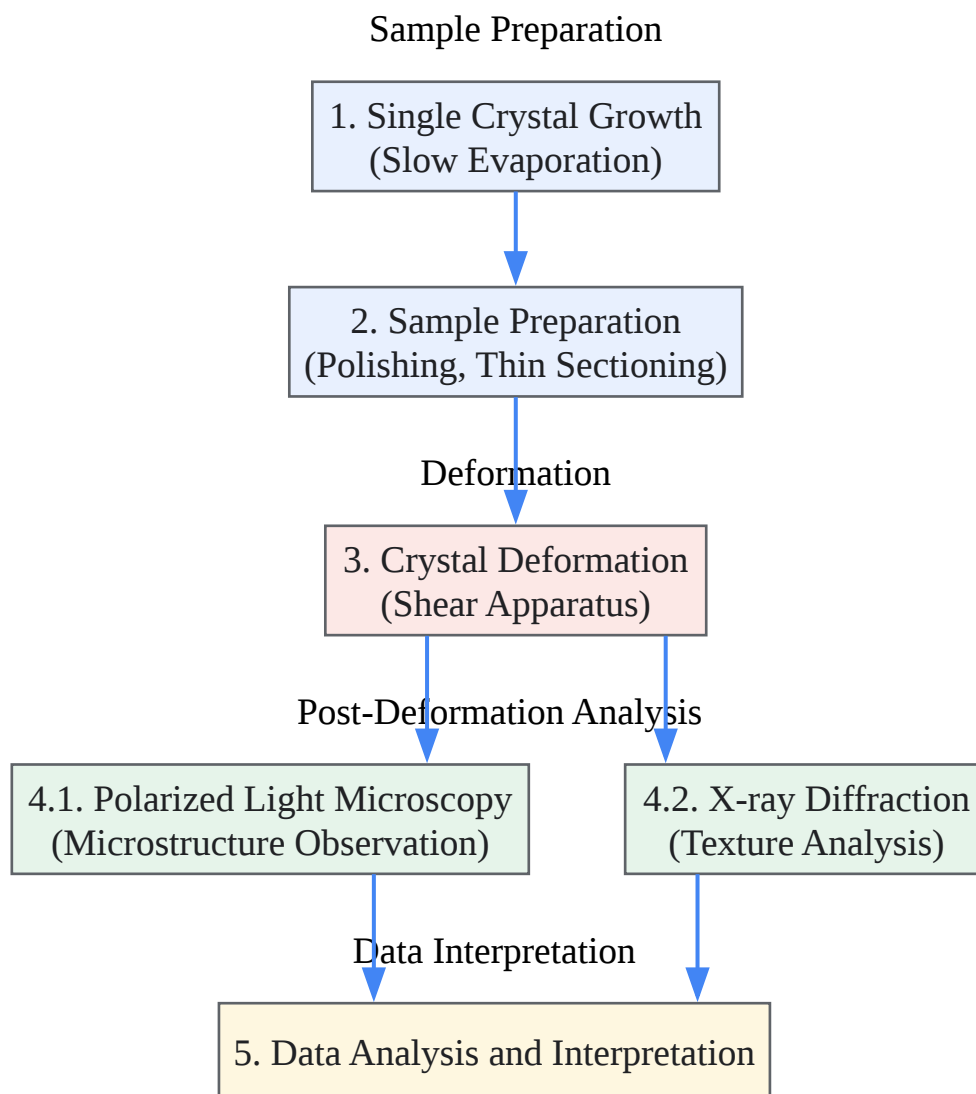 Sample Preparation
1. Single Crystal Growth
(Slow Evaporation)
2. Sample Preparation
(Polishing, Thin Sectioning)
Deformation
3. Crystal Deformation
(Shear Apparatus)
Post-Deformation Analysis
4.1. Polarized Light Microscopy
(Microstructure Observation)
4.2. X-ray Diffraction
(Texture Analysis)
Data Interpretation
5. Data Analysis and Interpretation